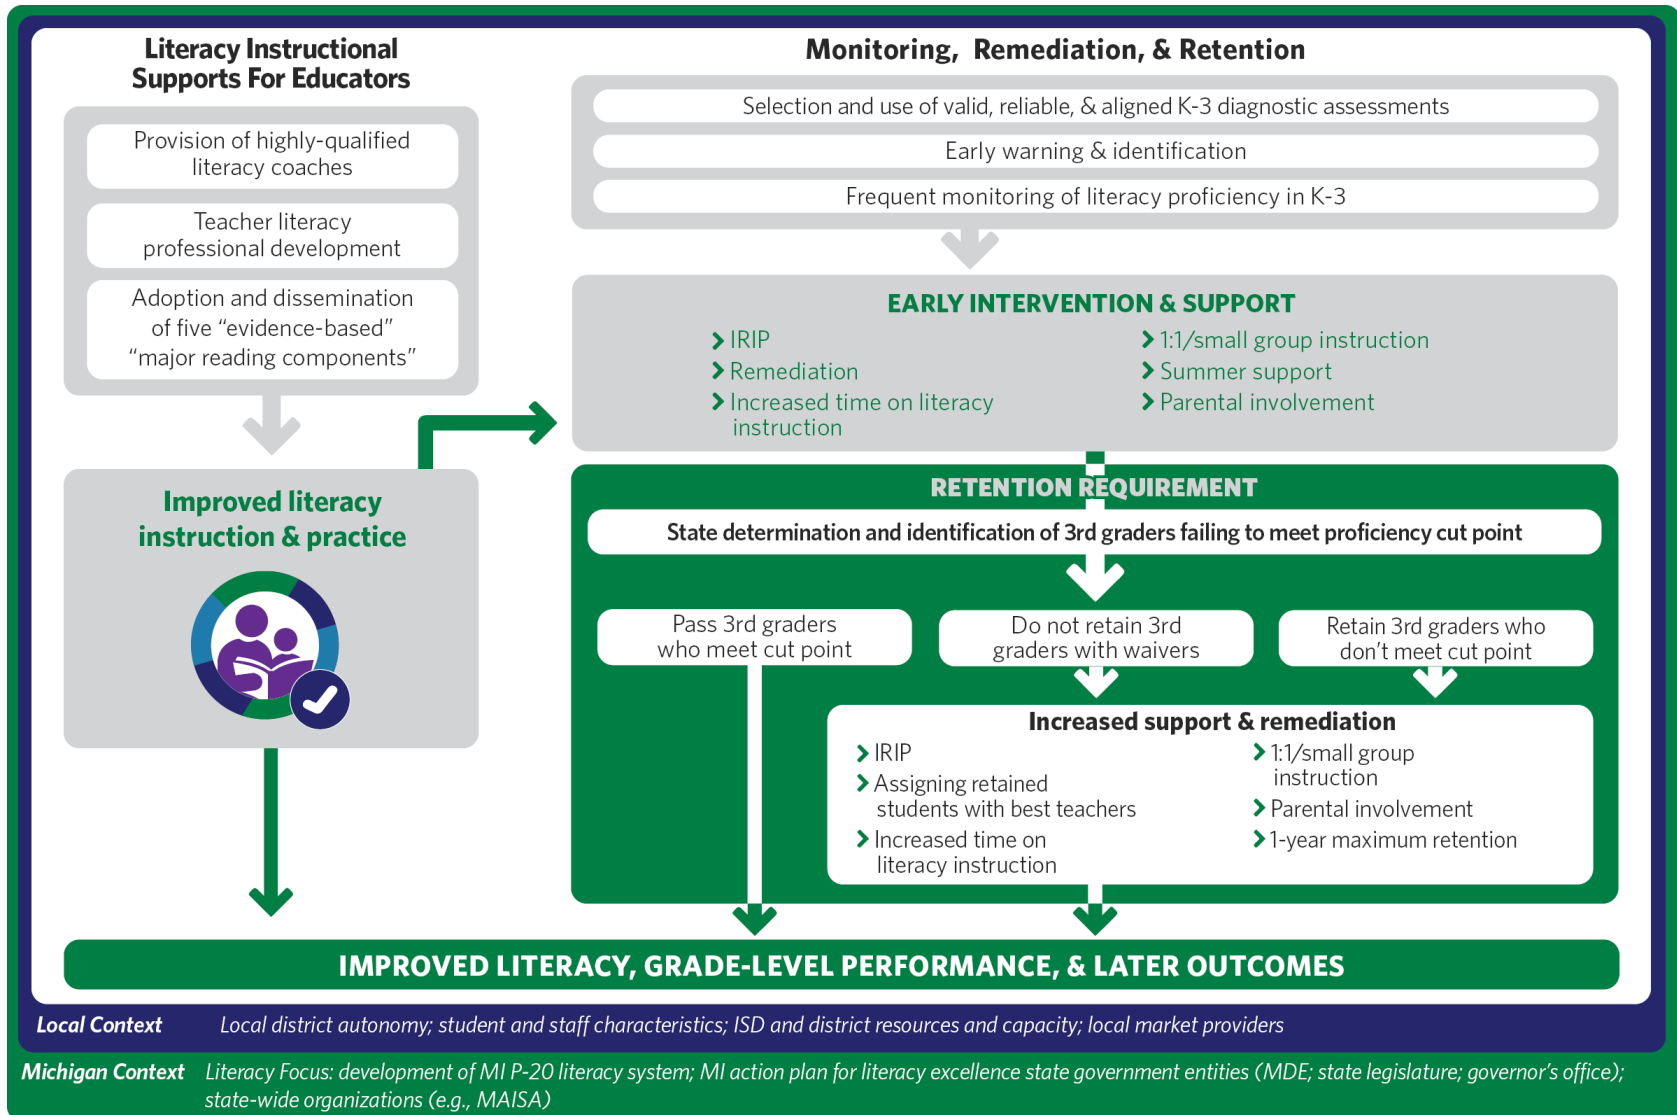 Literacy Instructional
Supports For Educators
Provision of highly-qualified
literacy coaches
Teacher literacy
professional development
Adoption and dissemination
of five “evidence-based”
“major reading components”
Improved literacy
instruction & practice
Monitoring, Remediation, & Retention
Selection and use of valid, reliable, & aligned K-3 diagnostic assessments
Early warning & identification
Frequent monitoring of literacy proficiency in K-3
EARLY INTERVENTION & SUPPORT
IRIP
Remediation
Increased time on literacy
instruction
1:1/small group instruction
Summer support
Parental involvement
RETENTION REQUIREMENT
State determination and identification of 3rd graders failing to meet proficiency cut point
Pass 3rd graders
who meet cut point
Do not retain 3rd
graders with waivers
Retain 3rd graders who
don’t meet cut point
Increased support & remediation
IRIP
Assigning retained
students with best teachers
Increased time on
literacy instruction
1:1/small group
instruction
Parental involvement
1-year maximum retention
IMPROVED LITERACY, GRADE-LEVEL PERFORMANCE, & LATER OUTCOMES
Local Context Local district autonomy; student and staff characteristics; ISD and district resources and capacity; local market providers
Michigan Context Literacy Focus: development of MI P-20 literacy system; MI action plan for literacy excellence state government entities (MDE; state legislature; governor’s office);
state-wide organizations (e.g., MAISA)